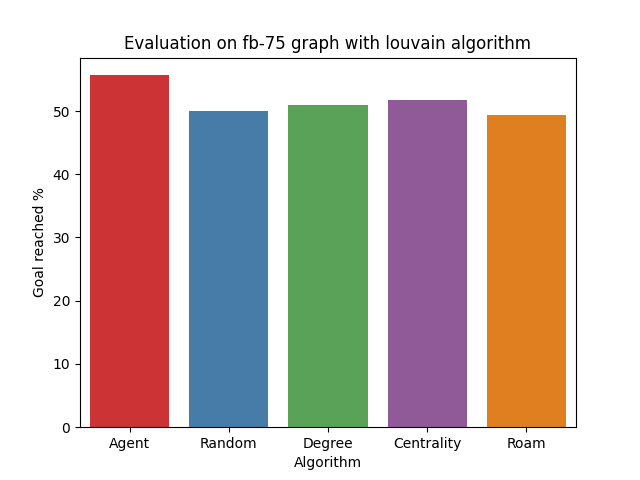 Evaluation on fb-75 graph with louvain algorithm
Goal reached %
50
40
30
20
10
0
Agent
Random
Degree
Centrality
Roam
Algorithm